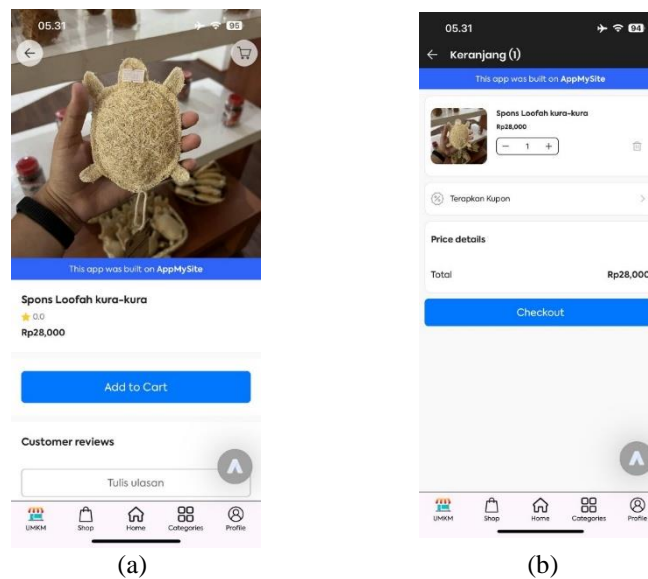 05.31
95
This app was built on AppMySite
Spons Loofah kura-kura
0.0
Rp28,000
Add to Cart
Customer reviews
Tulis ulasan
UMKM Shop Home Categories Profile
(a)
05.31
94
Keranjang (1)
This app was built on AppMySite
Spons Loofah kura-kura
Rp28,000
− 1 +
Terapkan Kupon
Price details
Total Rp28,000
Checkout
UMKM Shop Home Categories Profile
(b)